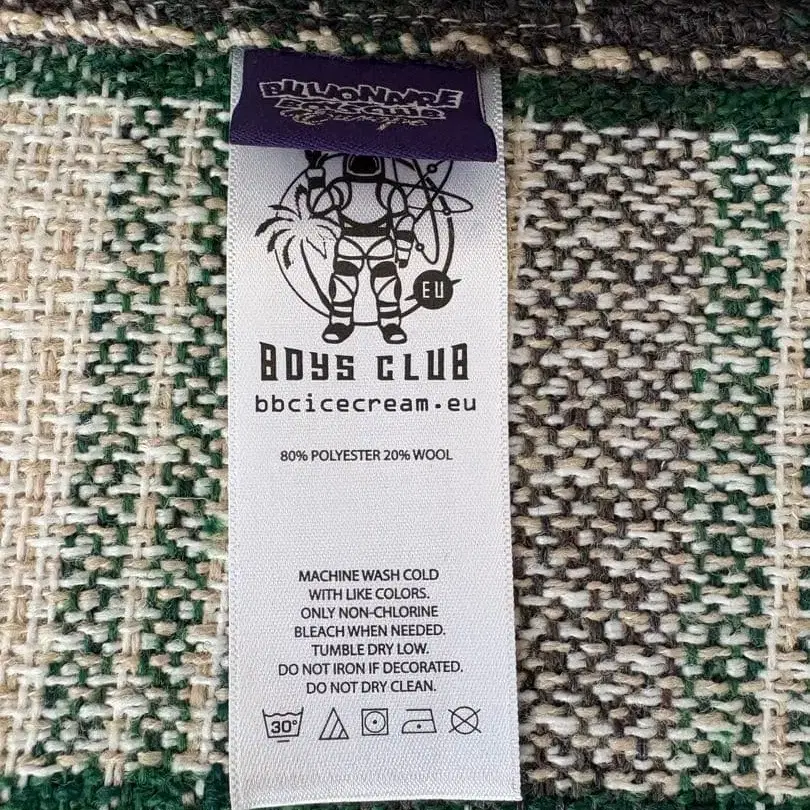 BILLIONAIRE
BOYS CLUB
Europe
EU
BOYS CLUB
bbcicecream.eu
80% POLYESTER 20% WOOL
MACHINE WASH COLD
WITH LIKE COLORS.
ONLY NON-CHLORINE
BLEACH WHEN NEEDED.
TUMBLE DRY LOW.
DO NOT IRON IF DECORATED.
DO NOT DRY CLEAN.
30°